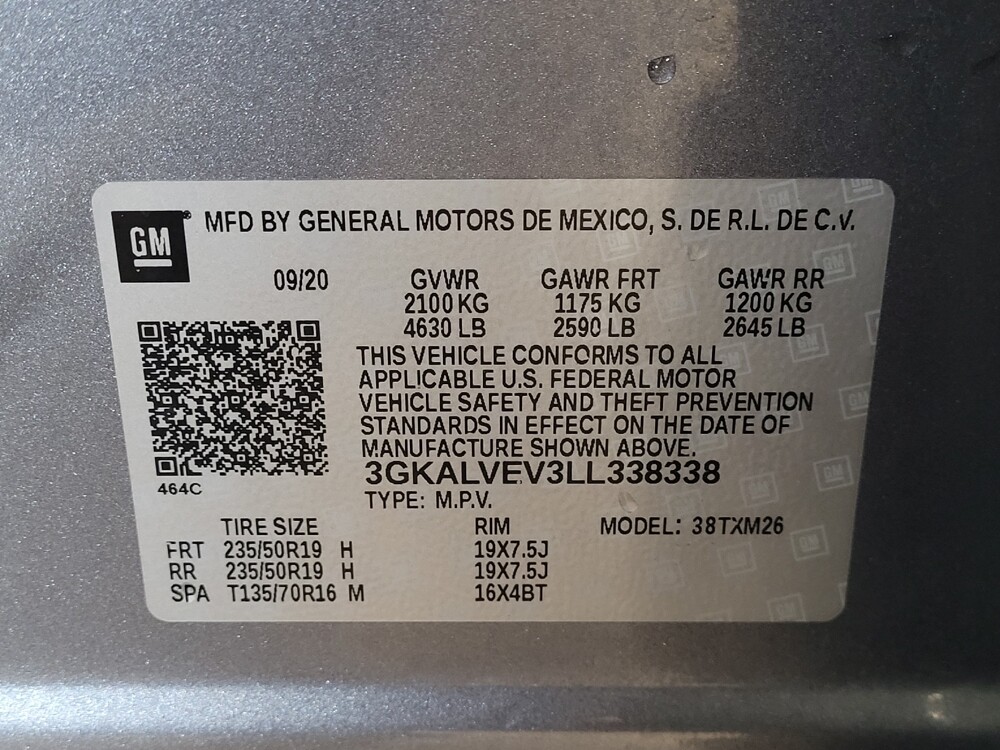 GM® MFD BY GENERAL MOTORS DE MEXICO, S. DE R.L. DE C.V.
09/20 GVWR GAWR FRT GAWR RR
2100 KG 1175 KG 1200 KG
4630 LB 2590 LB 2645 LB
THIS VEHICLE CONFORMS TO ALL
APPLICABLE U.S. FEDERAL MOTOR
VEHICLE SAFETY AND THEFT PREVENTION
STANDARDS IN EFFECT ON THE DATE OF
MANUFACTURE SHOWN ABOVE.
3GKALVEV3LL338338
464C
TYPE: M.P.V.
TIRE SIZE RIM MODEL: 38TXM26
FRT 235/50R19 H 19X7.5J
RR 235/50R19 H 19X7.5J
SPA T135/70R16 M 16X4BT